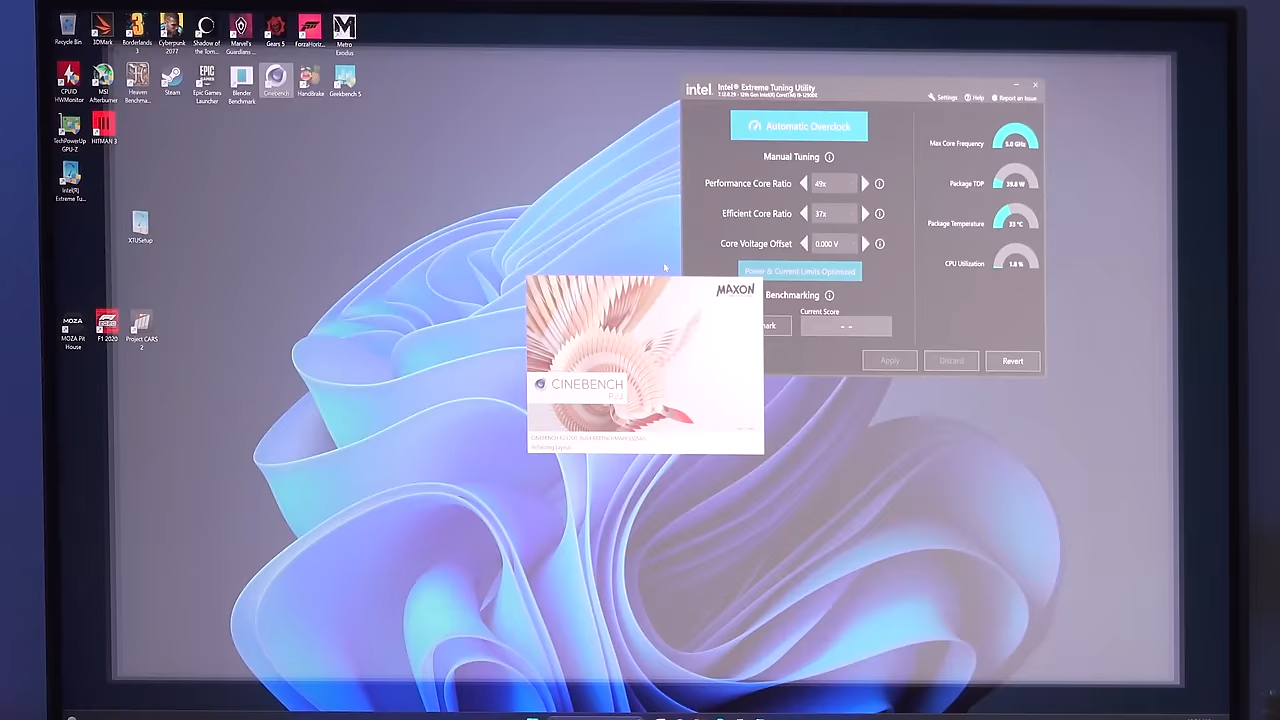 Recycle Bin
3DMark
Borderlands
3
Cyberpunk
2077
Shadow of
the Tom...
Marvel's
Guardians ...
Gears 5
ForzaHoriz...
Metro
Exodus
CPUID
HWMonitor
MSI
Afterburner
Heaven
Benchma...
Steam
EPIC
GAMES
Epic Games
Launcher
Blender
Benchmark
Cinebench
HandBrake
Geekbench 5
TechPowerUp
GPU-Z
HITMAN 3
Intel(R)
Extreme Tu...
XTUSetup
MOZA
MOZA Pit
House
F1 2020
Project CARS
2
intel.
Intel® Extreme Tuning Utility
Settings
Help
Report an Issue
Automatic Overclock
Manual Tuning
Performance Core Ratio
49x
Efficient Core Ratio
37x
Core Voltage Offset
0.000 V
Power & Current Limits Optimized
Benchmarking
Current Score
- -
Apply
Discard
Revert
Max Core Frequency
5.0 GHz
Package TDP
39.8 W
Package Temperature
33 °C
CPU Utilization
1.8 %
MAXON
CINEBENCH
R23